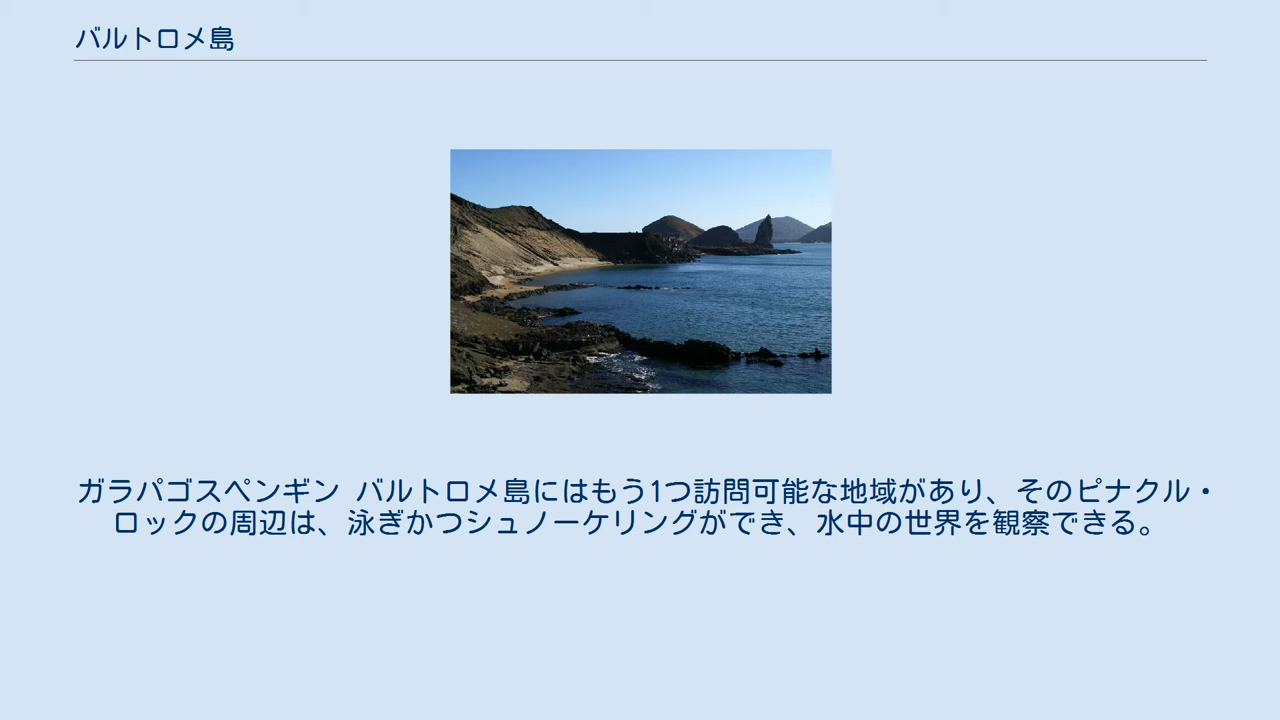 バルトロメ島
ガラパゴスペンギン バルトロメ島にはもう1つ訪問可能な地域があり、そのピナクル・
ロックの周辺は、泳ぎかつシュノーケリングができ、水中の世界を観察できる。